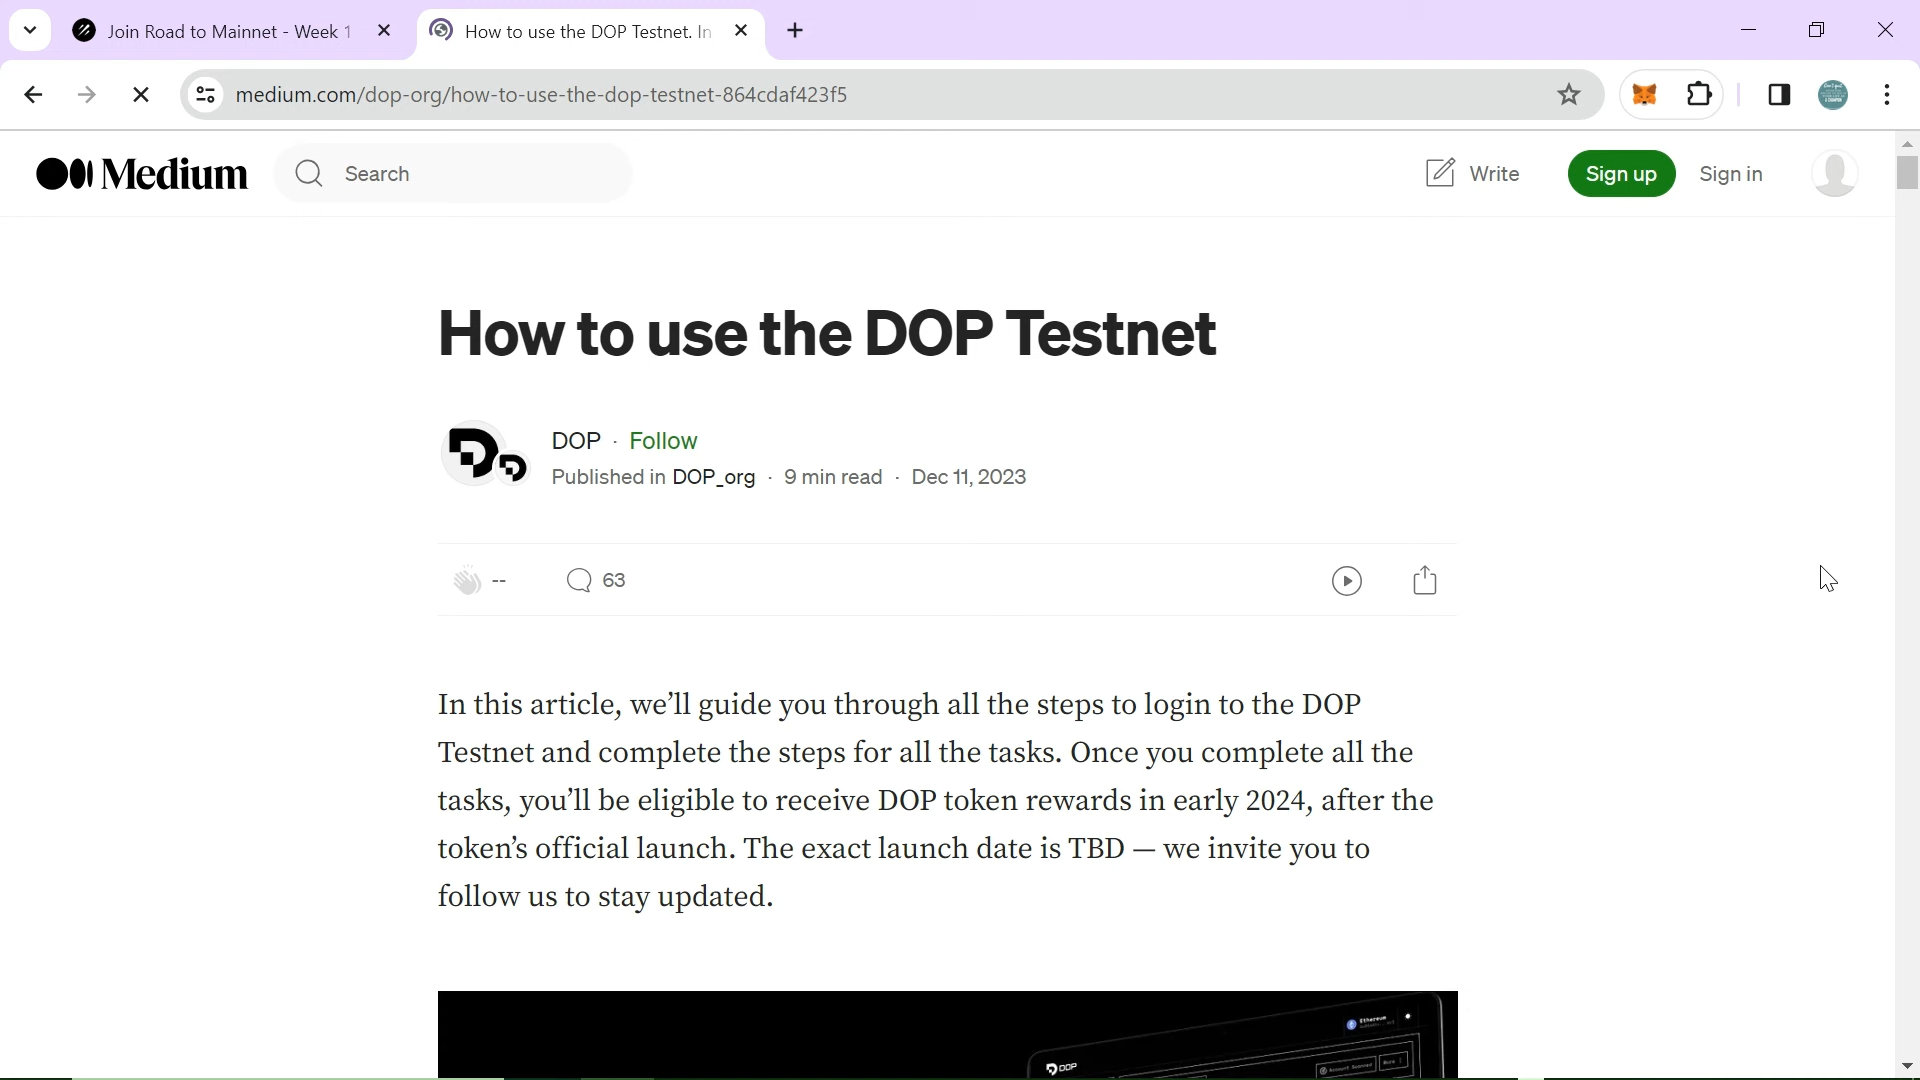 Join Road to Mainnet - Week 1
How to use the DOP Testnet. In
medium.com/dop-org/how-to-use-the-dop-testnet-864cdaf423f5
Medium
Search
Write
Sign up
Sign in
How to use the DOP Testnet
DOP · Follow
Published in DOP_org · 9 min read · Dec 11, 2023
--
63
In this article, we’ll guide you through all the steps to login to the DOP
Testnet and complete the steps for all the tasks. Once you complete all the
tasks, you’ll be eligible to receive DOP token rewards in early 2024, after the
token’s official launch. The exact launch date is TBD — we invite you to
follow us to stay updated.
Ethereum
DOP